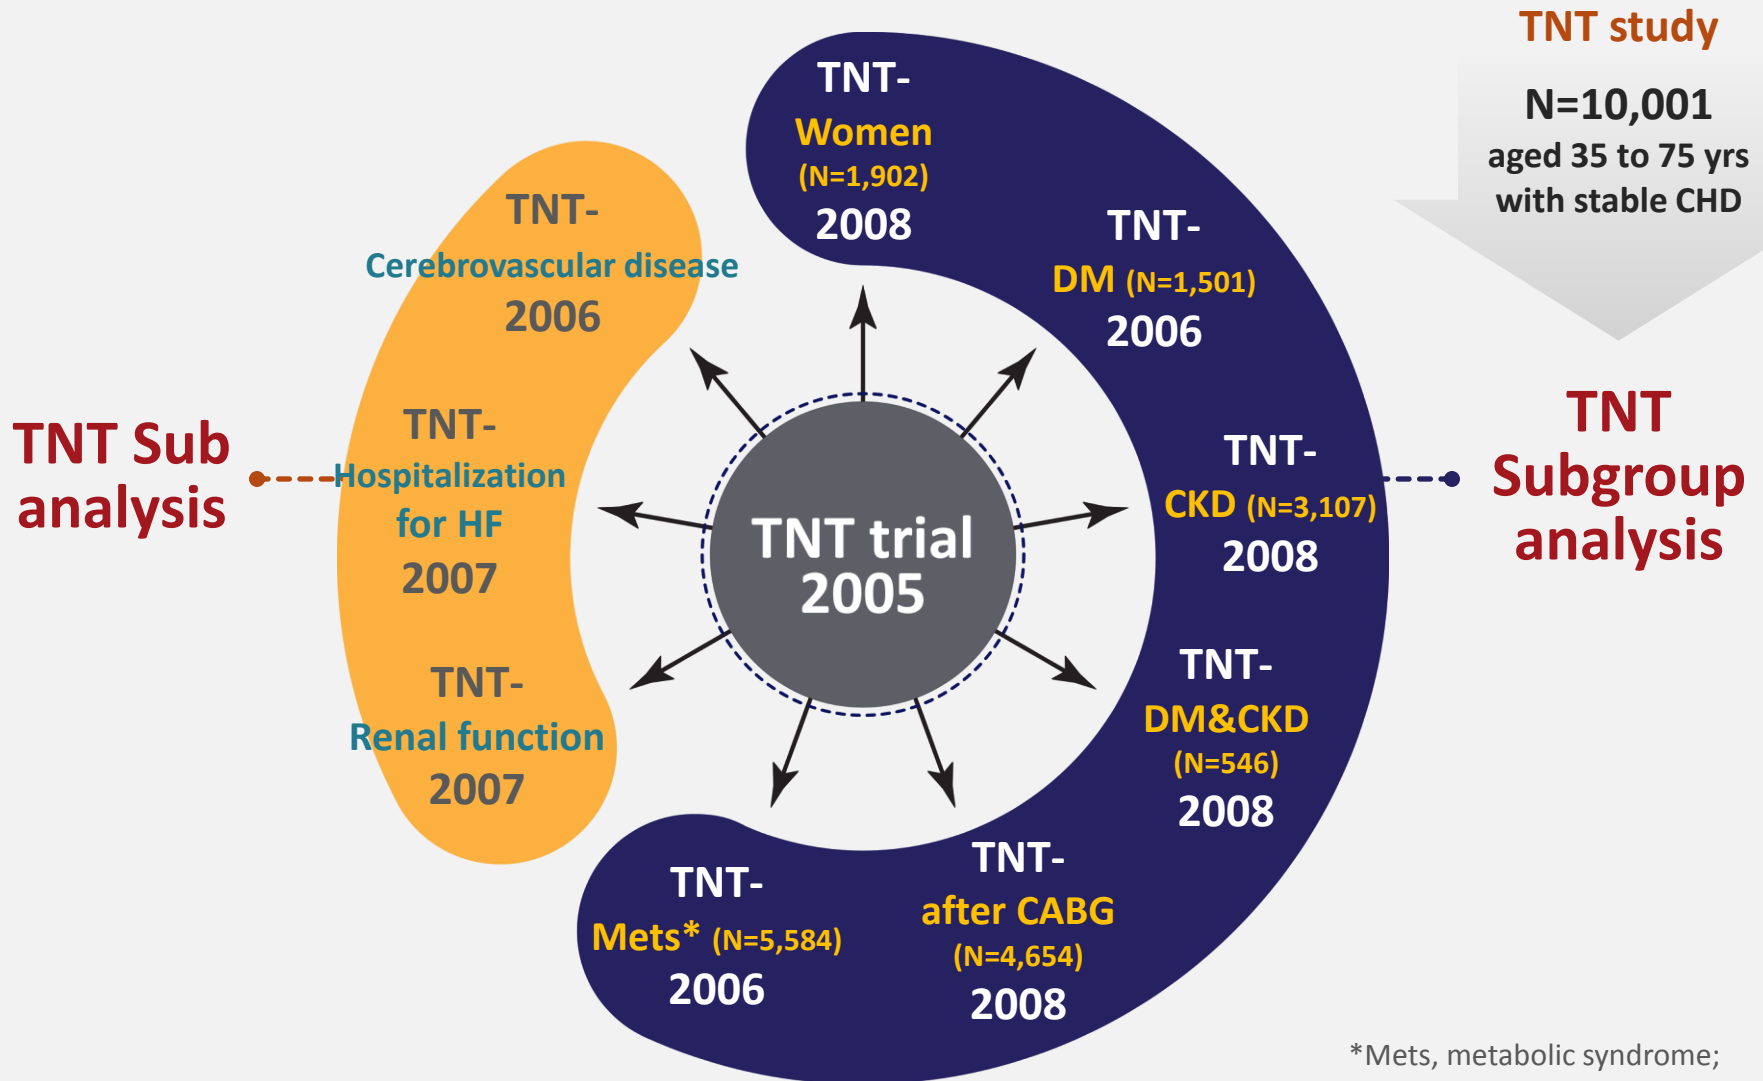 TNT study
N=10,001
aged 35 to 75 yrs
with stable CHD
TNT Sub
analysis
TNT-
Cerebrovascular disease
2006
TNT-
Hospitalization
for HF
2007
TNT-
Renal function
2007
TNT trial
2005
TNT-
Women
(N=1,902)
2008
TNT-
DM (N=1,501)
2006
TNT-
CKD (N=3,107)
2008
TNT-
DM&CKD
(N=546)
2008
TNT-
after CABG
(N=4,654)
2008
TNT-
Mets* (N=5,584)
2006
TNT
Subgroup
analysis
*Mets, metabolic syndrome;